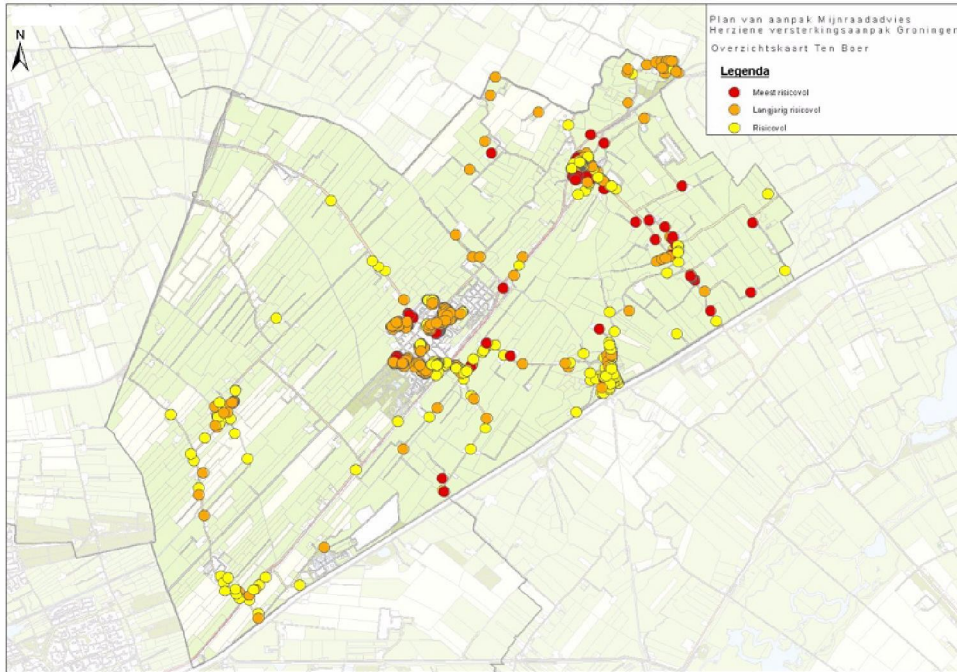 Plan van aanpak Mijnraadadvies
Herziene versterkingsaanpak Groningen
Overzichtskaart Ten Boer
Legenda
Meest risicovol
Langjarig risicovol
Risicovol
N